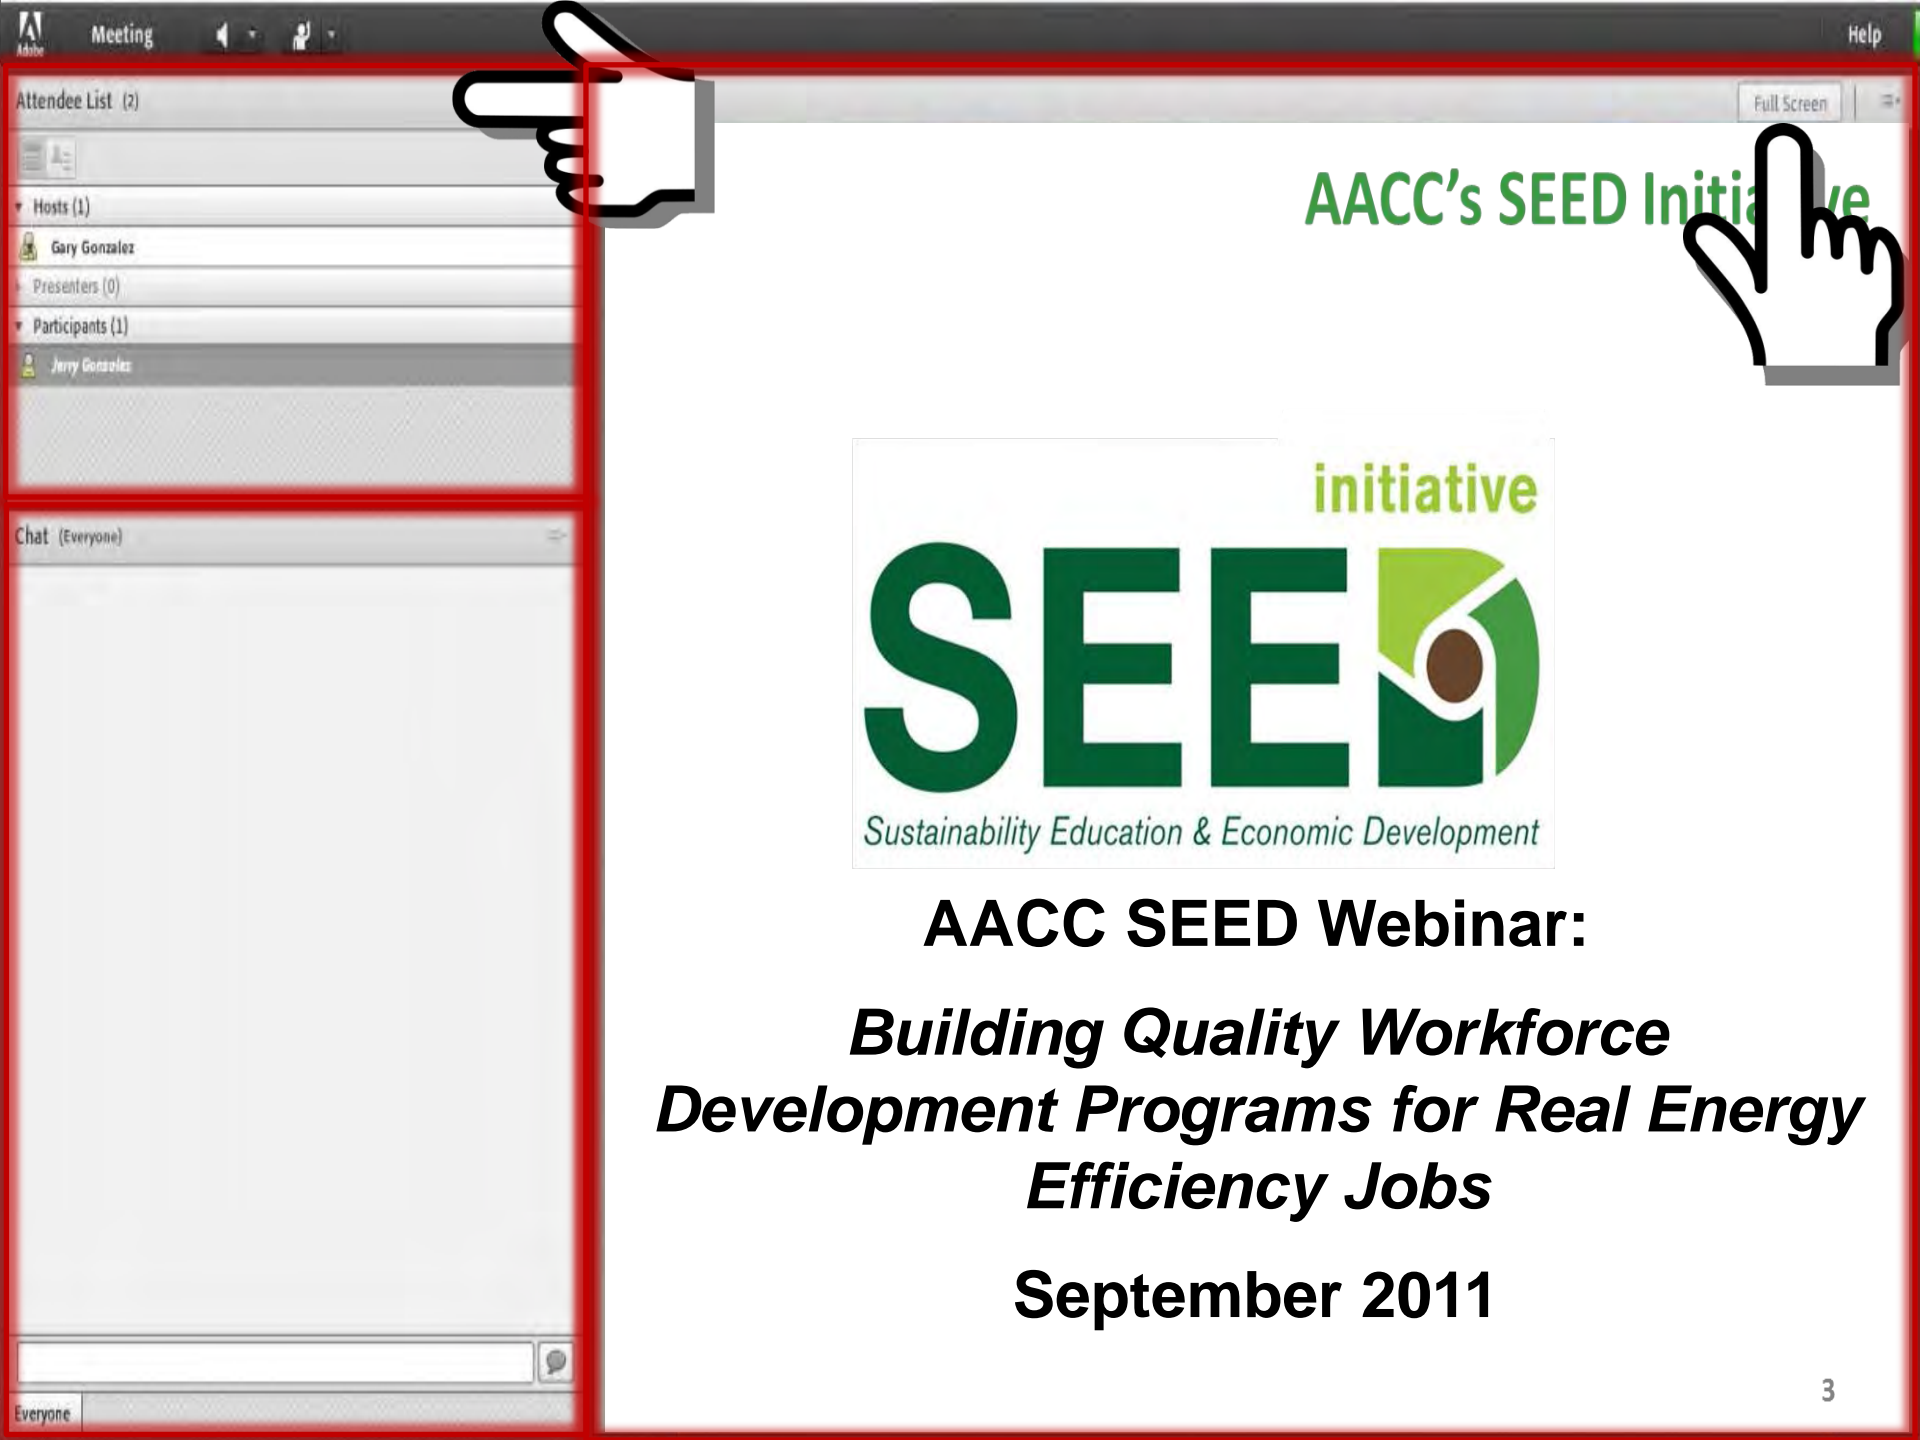 Adobe
Meeting
Help
Attendee List (2)
Hosts (1)
Gary Gonzalez
Presenters (0)
Participants (1)
Jerry Gonzalez
Chat (Everyone)
Everyone
Full Screen
AACC's SEED Initiative
initiative
SEED
Sustainability Education & Economic Development
AACC SEED Webinar:
Building Quality Workforce
Development Programs for Real Energy
Efficiency Jobs
September 2011
3